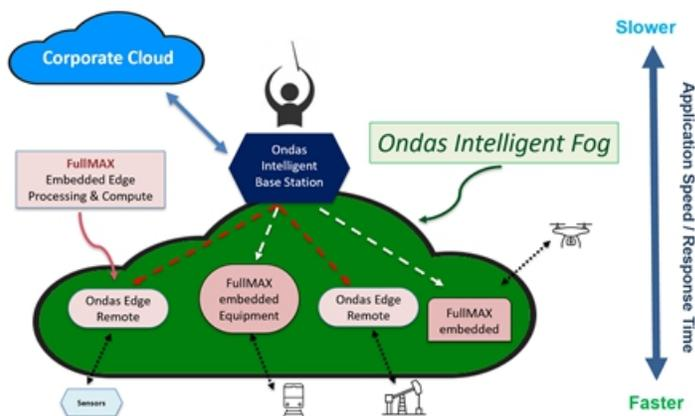 Slower
Corporate Cloud
Application Speed / Response Time
Ondas
Intelligent
Base Station
Ondas Intelligent Fog
FullMAX
Embedded Edge
Processing & Compute
Ondas Edge
Remote
FullMAX
embedded
Equipment
Ondas Edge
Remote
FullMAX
embedded
Sensors
Faster